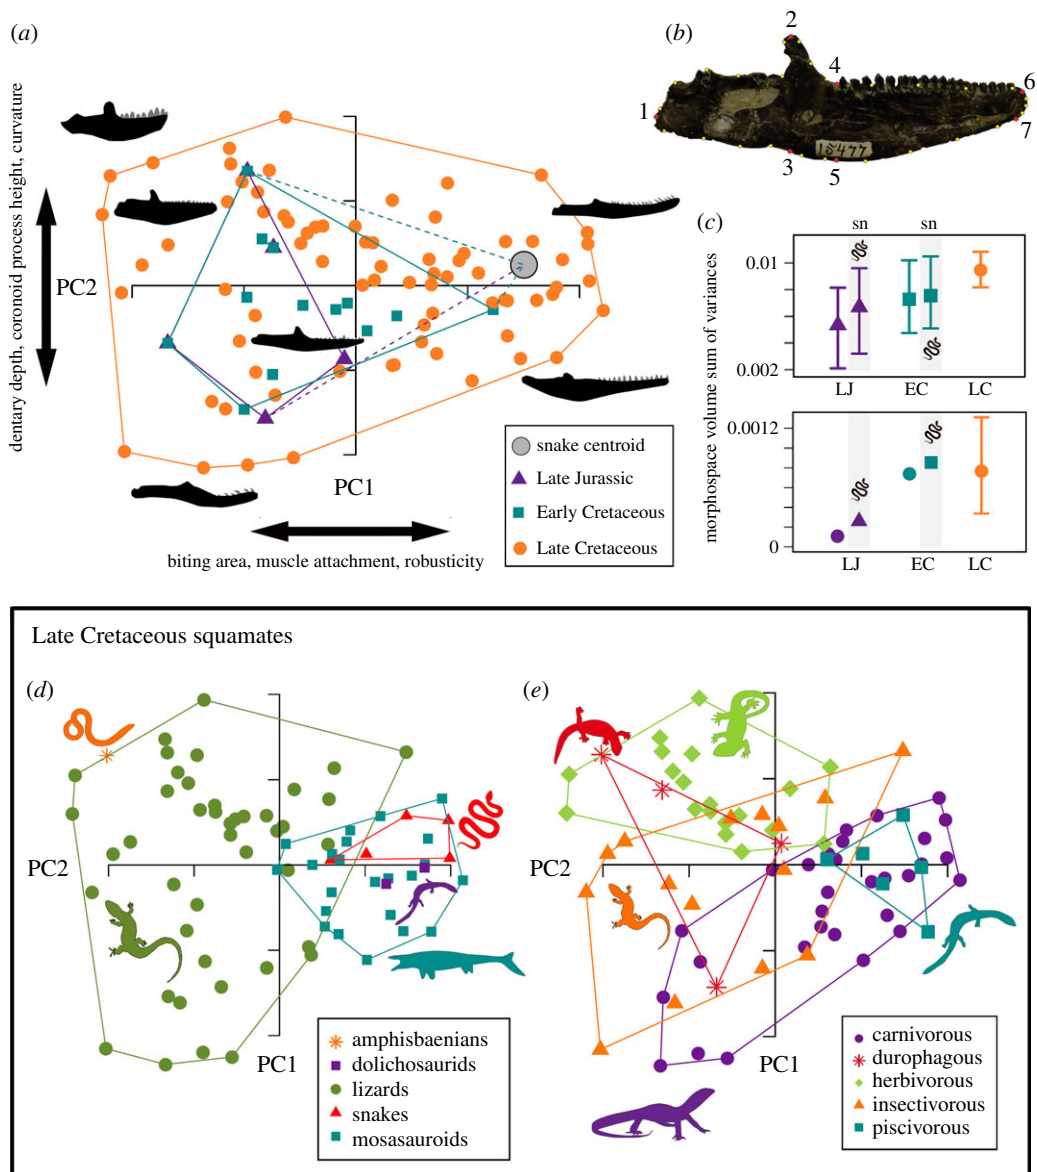 (a)
dentary depth, coronoid process height, curvature
PC2
PC1
biting area, muscle attachment, robusticity
snake centroid
Late Jurassic
Early Cretaceous
Late Cretaceous
(b)
1
2
3
4
5
6
7
15477
(c)
morphospace volume sum of variances
sn
sn
0.01
0.002
LJ
EC
LC
0.0012
0
LJ
EC
LC
Late Cretaceous squamates
(d)
PC2
PC1
amphisbaenians
dolichosaurids
lizards
snakes
mosasauroids
(e)
PC2
PC1
carnivorous
durophagous
herbivorous
insectivorous
piscivorous